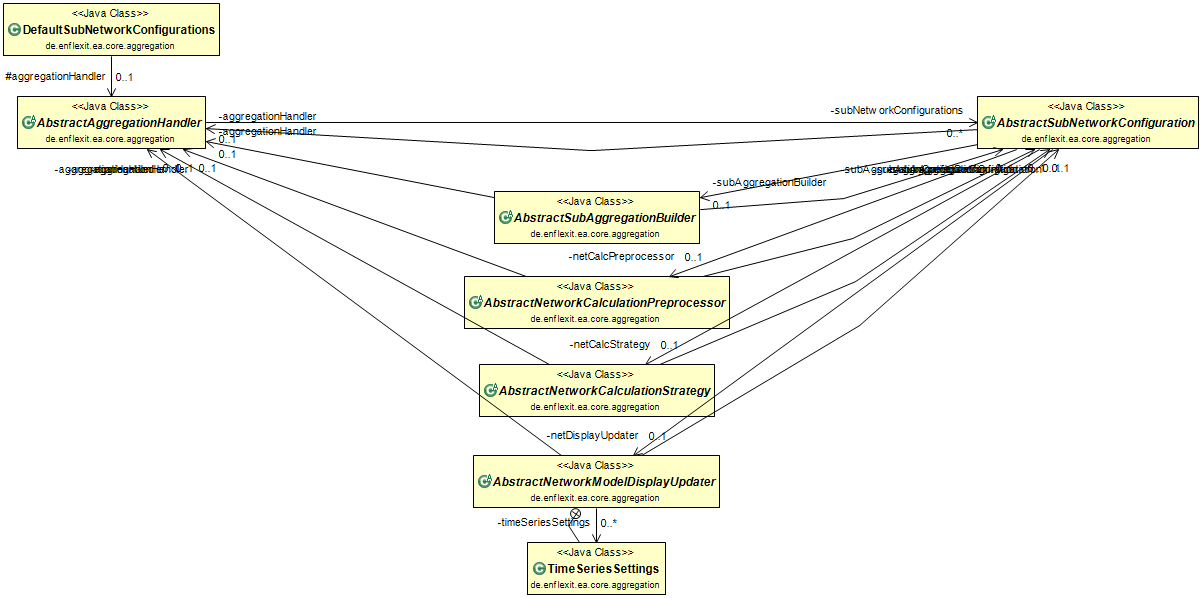 <<Java Class>>
DefaultSubNetworkConfigurations
de.enflexit.ea.core.aggregation
#aggregationHandler 0..1
<<Java Class>>
AbstractAggregationHandler
de.enflexit.ea.core.aggregation
-aggregationHandler
-aggregationHandler
0..1
0..1
-subNetworkConfigurations
0..*
<<Java Class>>
AbstractSubNetworkConfiguration
de.enflexit.ea.core.aggregation
0..1
-subAggregationBuilder
0..1
<<Java Class>>
AbstractSubAggregationBuilder
de.enflexit.ea.core.aggregation
-netCalcPreprocessor 0..1
<<Java Class>>
AbstractNetworkCalculationPreprocessor
de.enflexit.ea.core.aggregation
-netCalcStrategy 0..1
<<Java Class>>
AbstractNetworkCalculationStrategy
de.enflexit.ea.core.aggregation
-netDisplayUpdater 0..1
<<Java Class>>
AbstractNetworkModelDisplayUpdater
de.enflexit.ea.core.aggregation
-timeSeriesSettings 0..*
<<Java Class>>
TimeSeriesSettings
de.enflexit.ea.core.aggregation